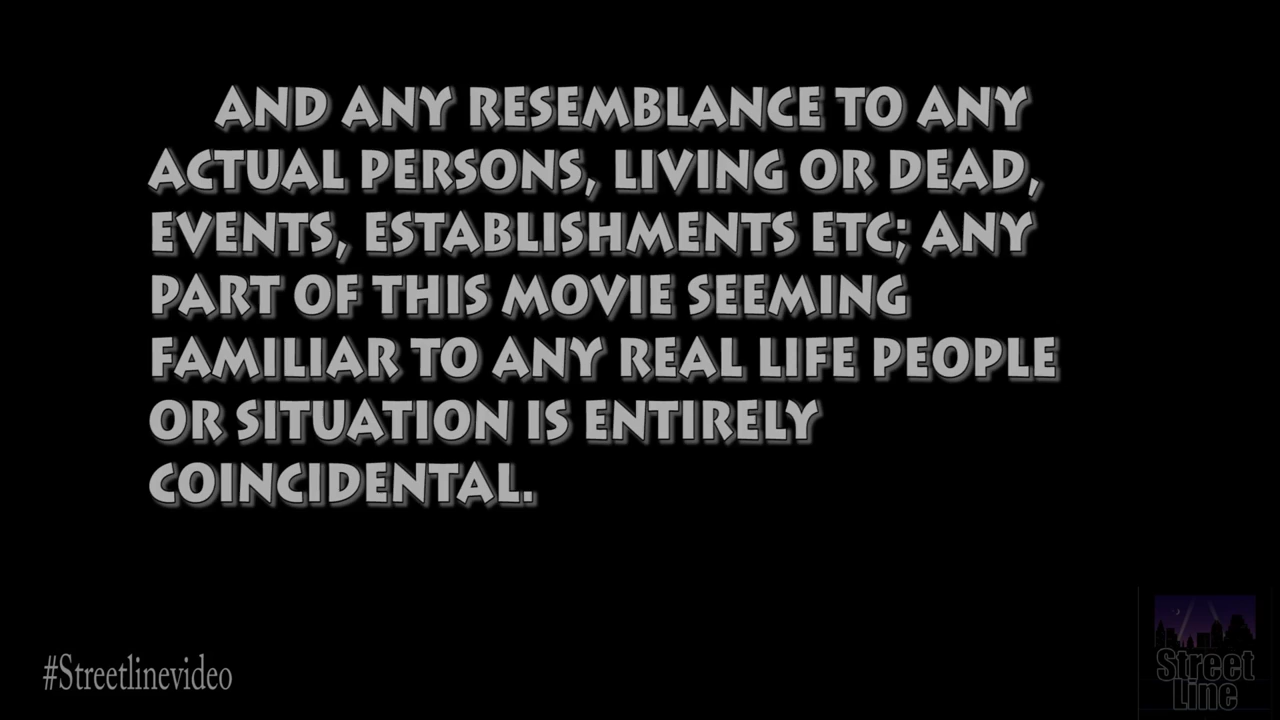 AND ANY RESEMBLANCE TO ANY
ACTUAL PERSONS, LIVING OR DEAD,
EVENTS, ESTABLISHMENTS ETC; ANY
PART OF THIS MOVIE SEEMING
FAMILIAR TO ANY REAL LIFE PEOPLE
OR SITUATION IS ENTIRELY
COINCIDENTAL.
#Streetlinevideo
Street
Line